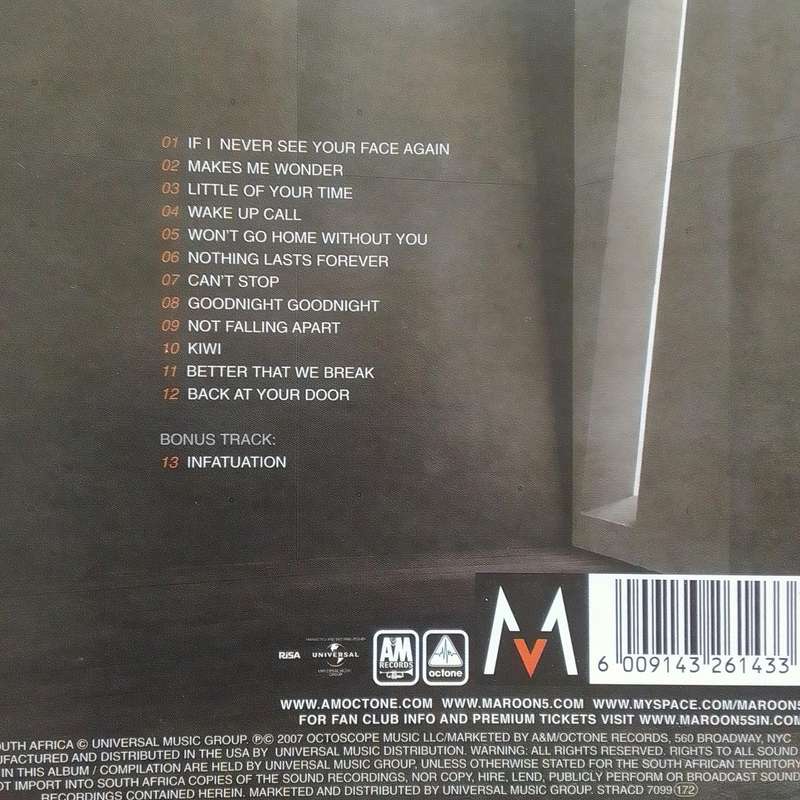 01 IF I NEVER SEE YOUR FACE AGAIN
02 MAKES ME WONDER
03 LITTLE OF YOUR TIME
04 WAKE UP CALL
05 WON'T GO HOME WITHOUT YOU
06 NOTHING LASTS FOREVER
07 CAN'T STOP
08 GOODNIGHT GOODNIGHT
09 NOT FALLING APART
10 KIWI
11 BETTER THAT WE BREAK
12 BACK AT YOUR DOOR
BONUS TRACK:
13 INFATUATION
RiSA UNIVERSAL A&M RECORDS octone M 6 009143 261433
WWW.AMOCTONE.COM WWW.MAROON5.COM WWW.MYSPACE.COM/MAROON5
FOR FAN CLUB INFO AND PREMIUM TICKETS VISIT WWW.MAROON5SIN.COM
OUTH AFRICA © UNIVERSAL MUSIC GROUP. ℗© 2007 OCTOSCOPE MUSIC LLC/MARKETED BY A&M/OCTONE RECORDS, 560 BROADWAY, NYC
UFACTURED AND DISTRIBUTED IN THE USA BY UNIVERSAL MUSIC DISTRIBUTION. WARNING: ALL RIGHTS RESERVED. RIGHTS TO ALL SOUND
IN THIS ALBUM / COMPILATION ARE HELD BY UNIVERSAL MUSIC GROUP, UNLESS OTHERWISE STATED FOR THE SOUTH AFRICAN TERRITORY
OT IMPORT INTO SOUTH AFRICA COPIES OF THE SOUND RECORDINGS, NOR COPY, HIRE, LEND, PUBLICLY PERFORM OR BROADCAST SOUND
RECORDINGS CONTAINED HEREIN. MARKETED AND DISTRIBUTED BY UNIVERSAL MUSIC GROUP. STRACD 7099 172